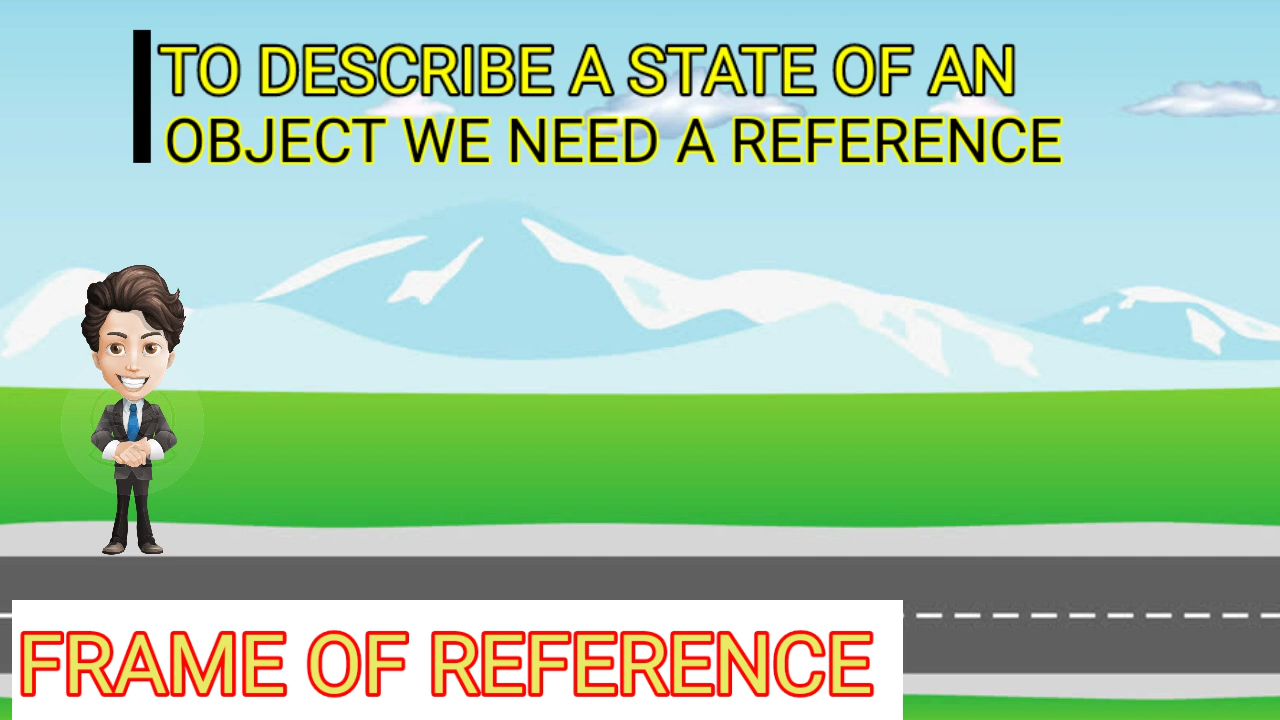 TO DESCRIBE A STATE OF AN
OBJECT WE NEED A REFERENCE
FRAME OF REFERENCE